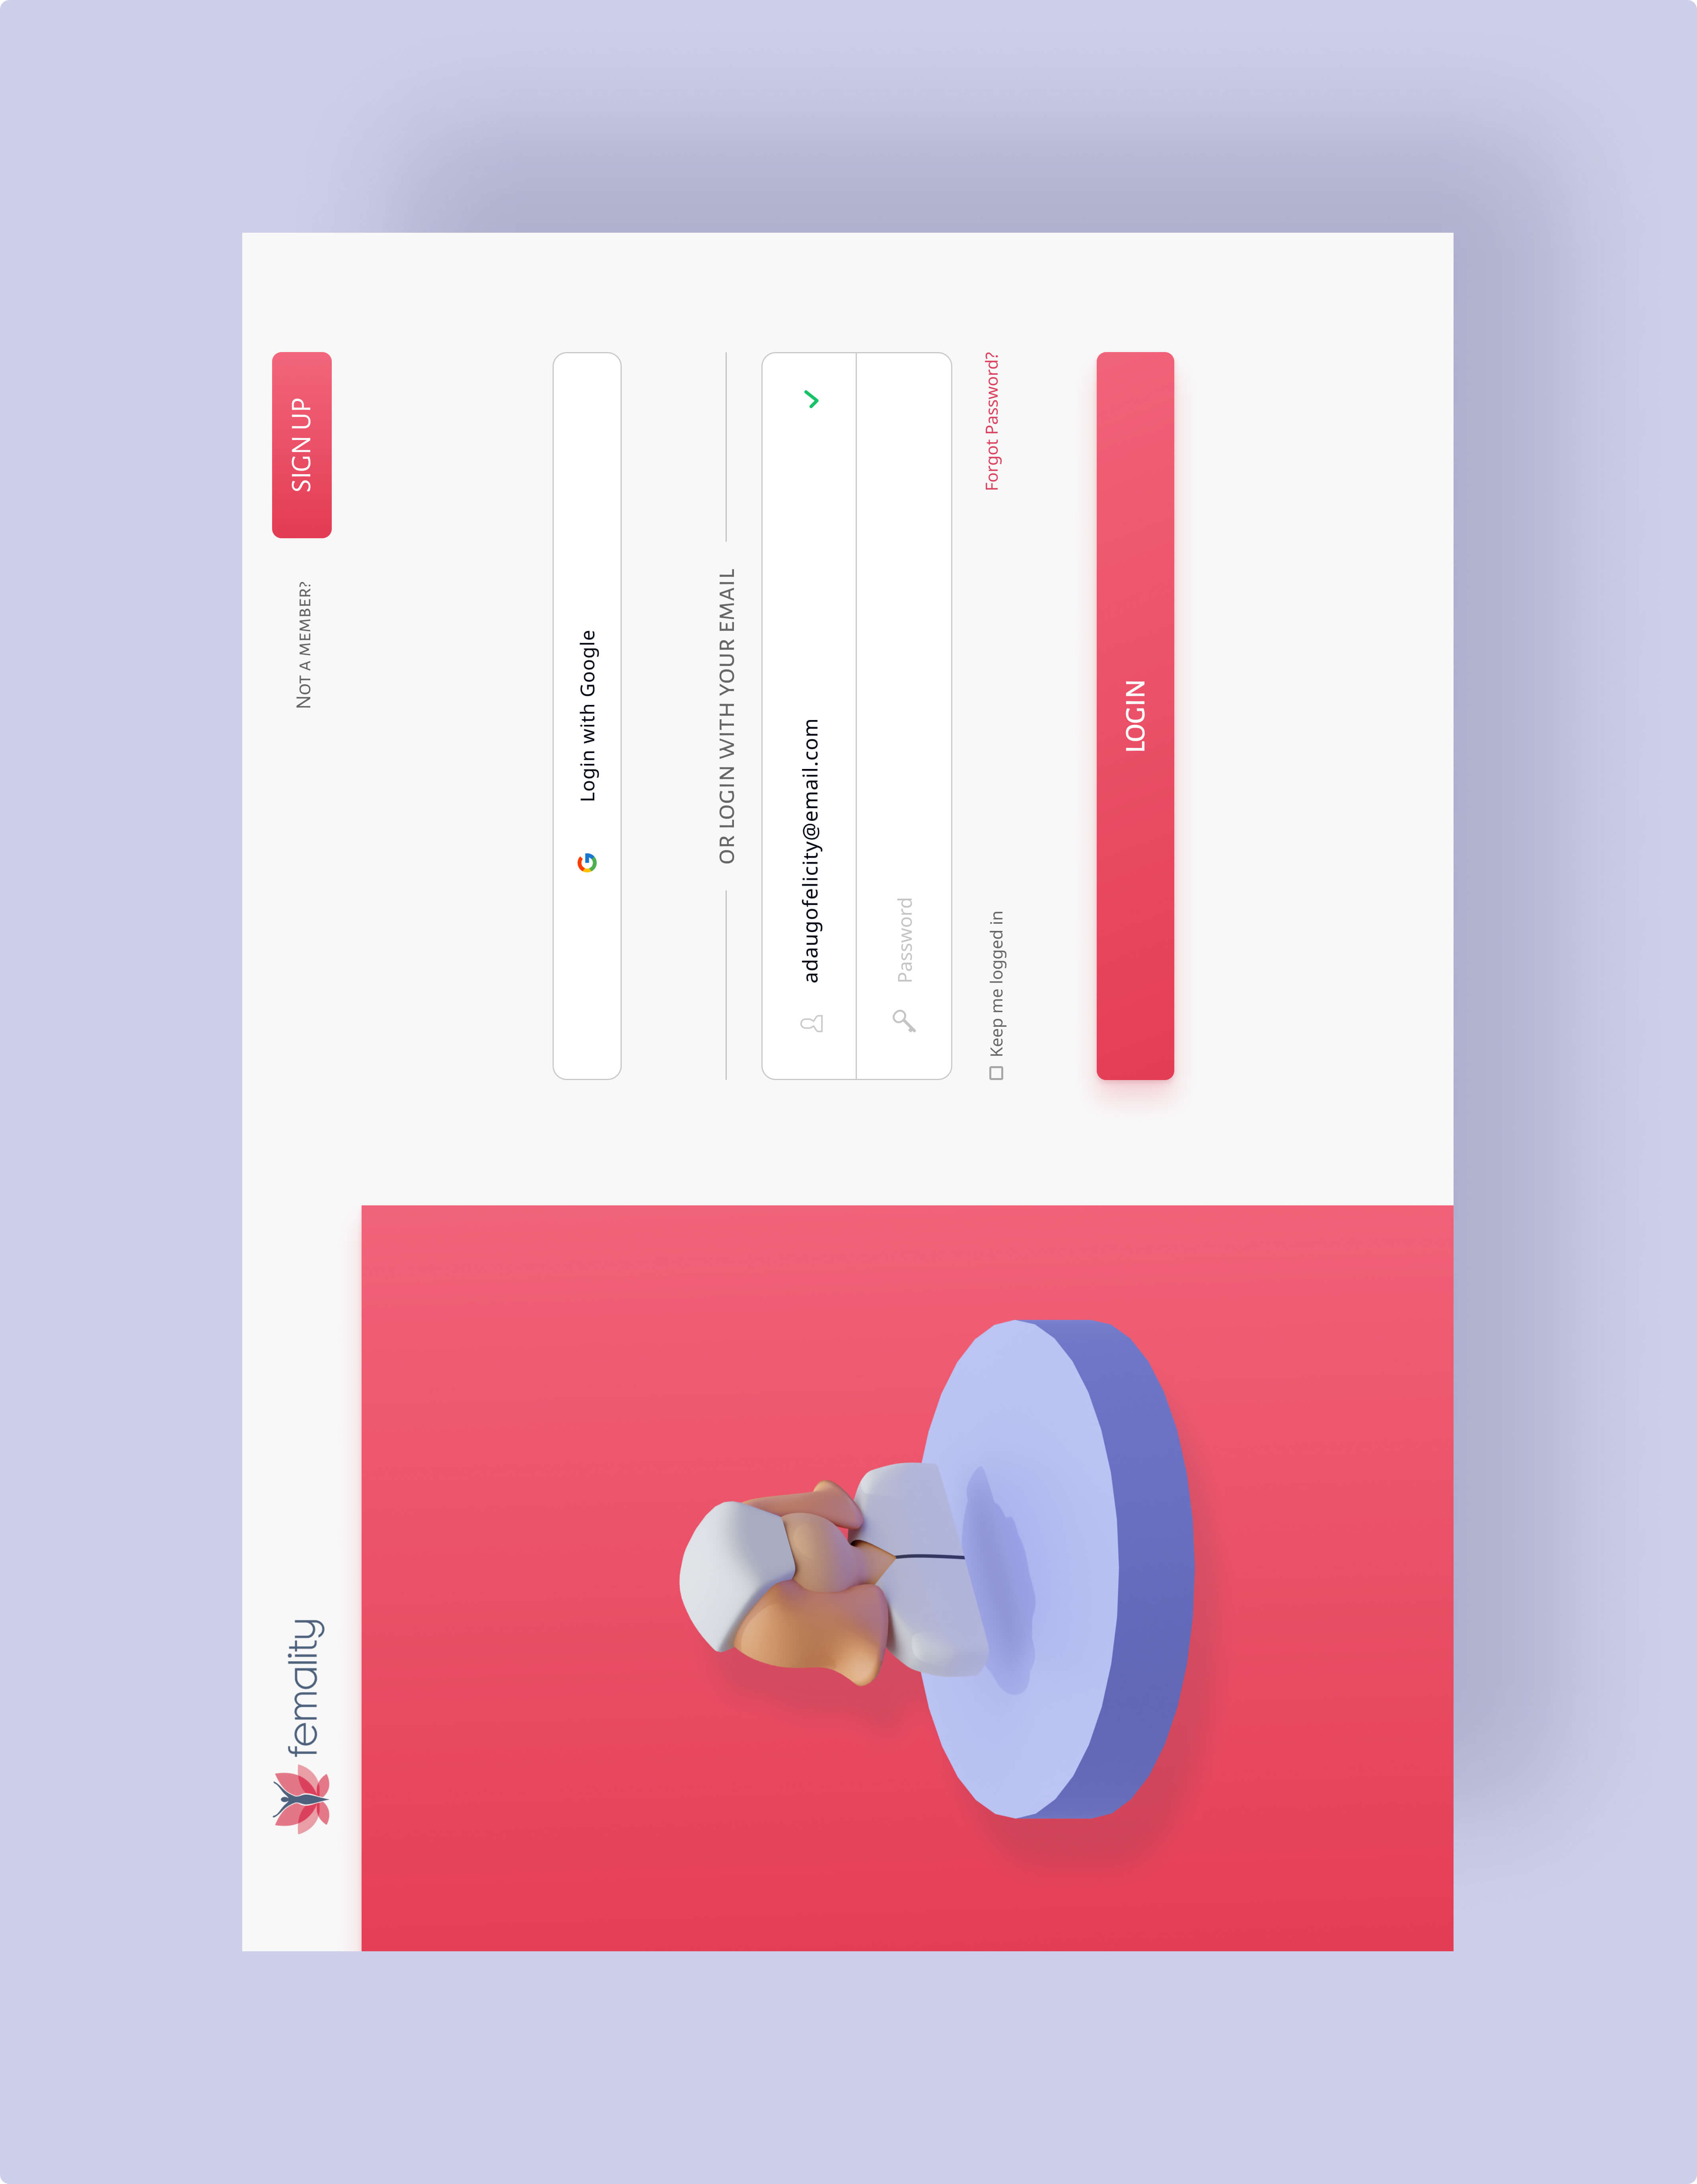 femality
NOT A MEMBER?
SIGN UP
Login with Google
OR LOGIN WITH YOUR EMAIL
adaugofelicity@email.com
Password
Keep me logged in
Forgot Password?
LOGIN